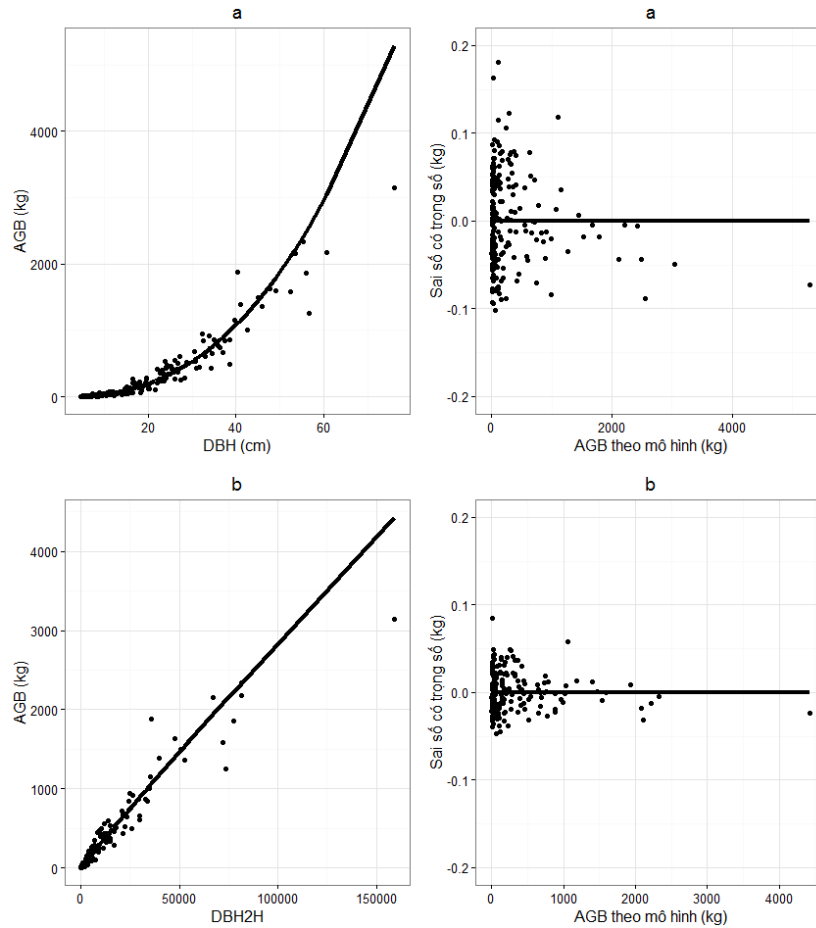 a
AGB (kg)
4000
2000
0
20
40
60
DBH (cm)
a
Sai số có trọng số (kg)
0.2
0.1
0.0
-0.1
-0.2
0
2000
4000
AGB theo mô hình (kg)
b
AGB (kg)
4000
3000
2000
1000
0
0
50000
100000
150000
DBH2H
b
Sai số có trọng số (kg)
0.2
0.1
0.0
-0.1
-0.2
0
1000
2000
3000
4000
AGB theo mô hình (kg)